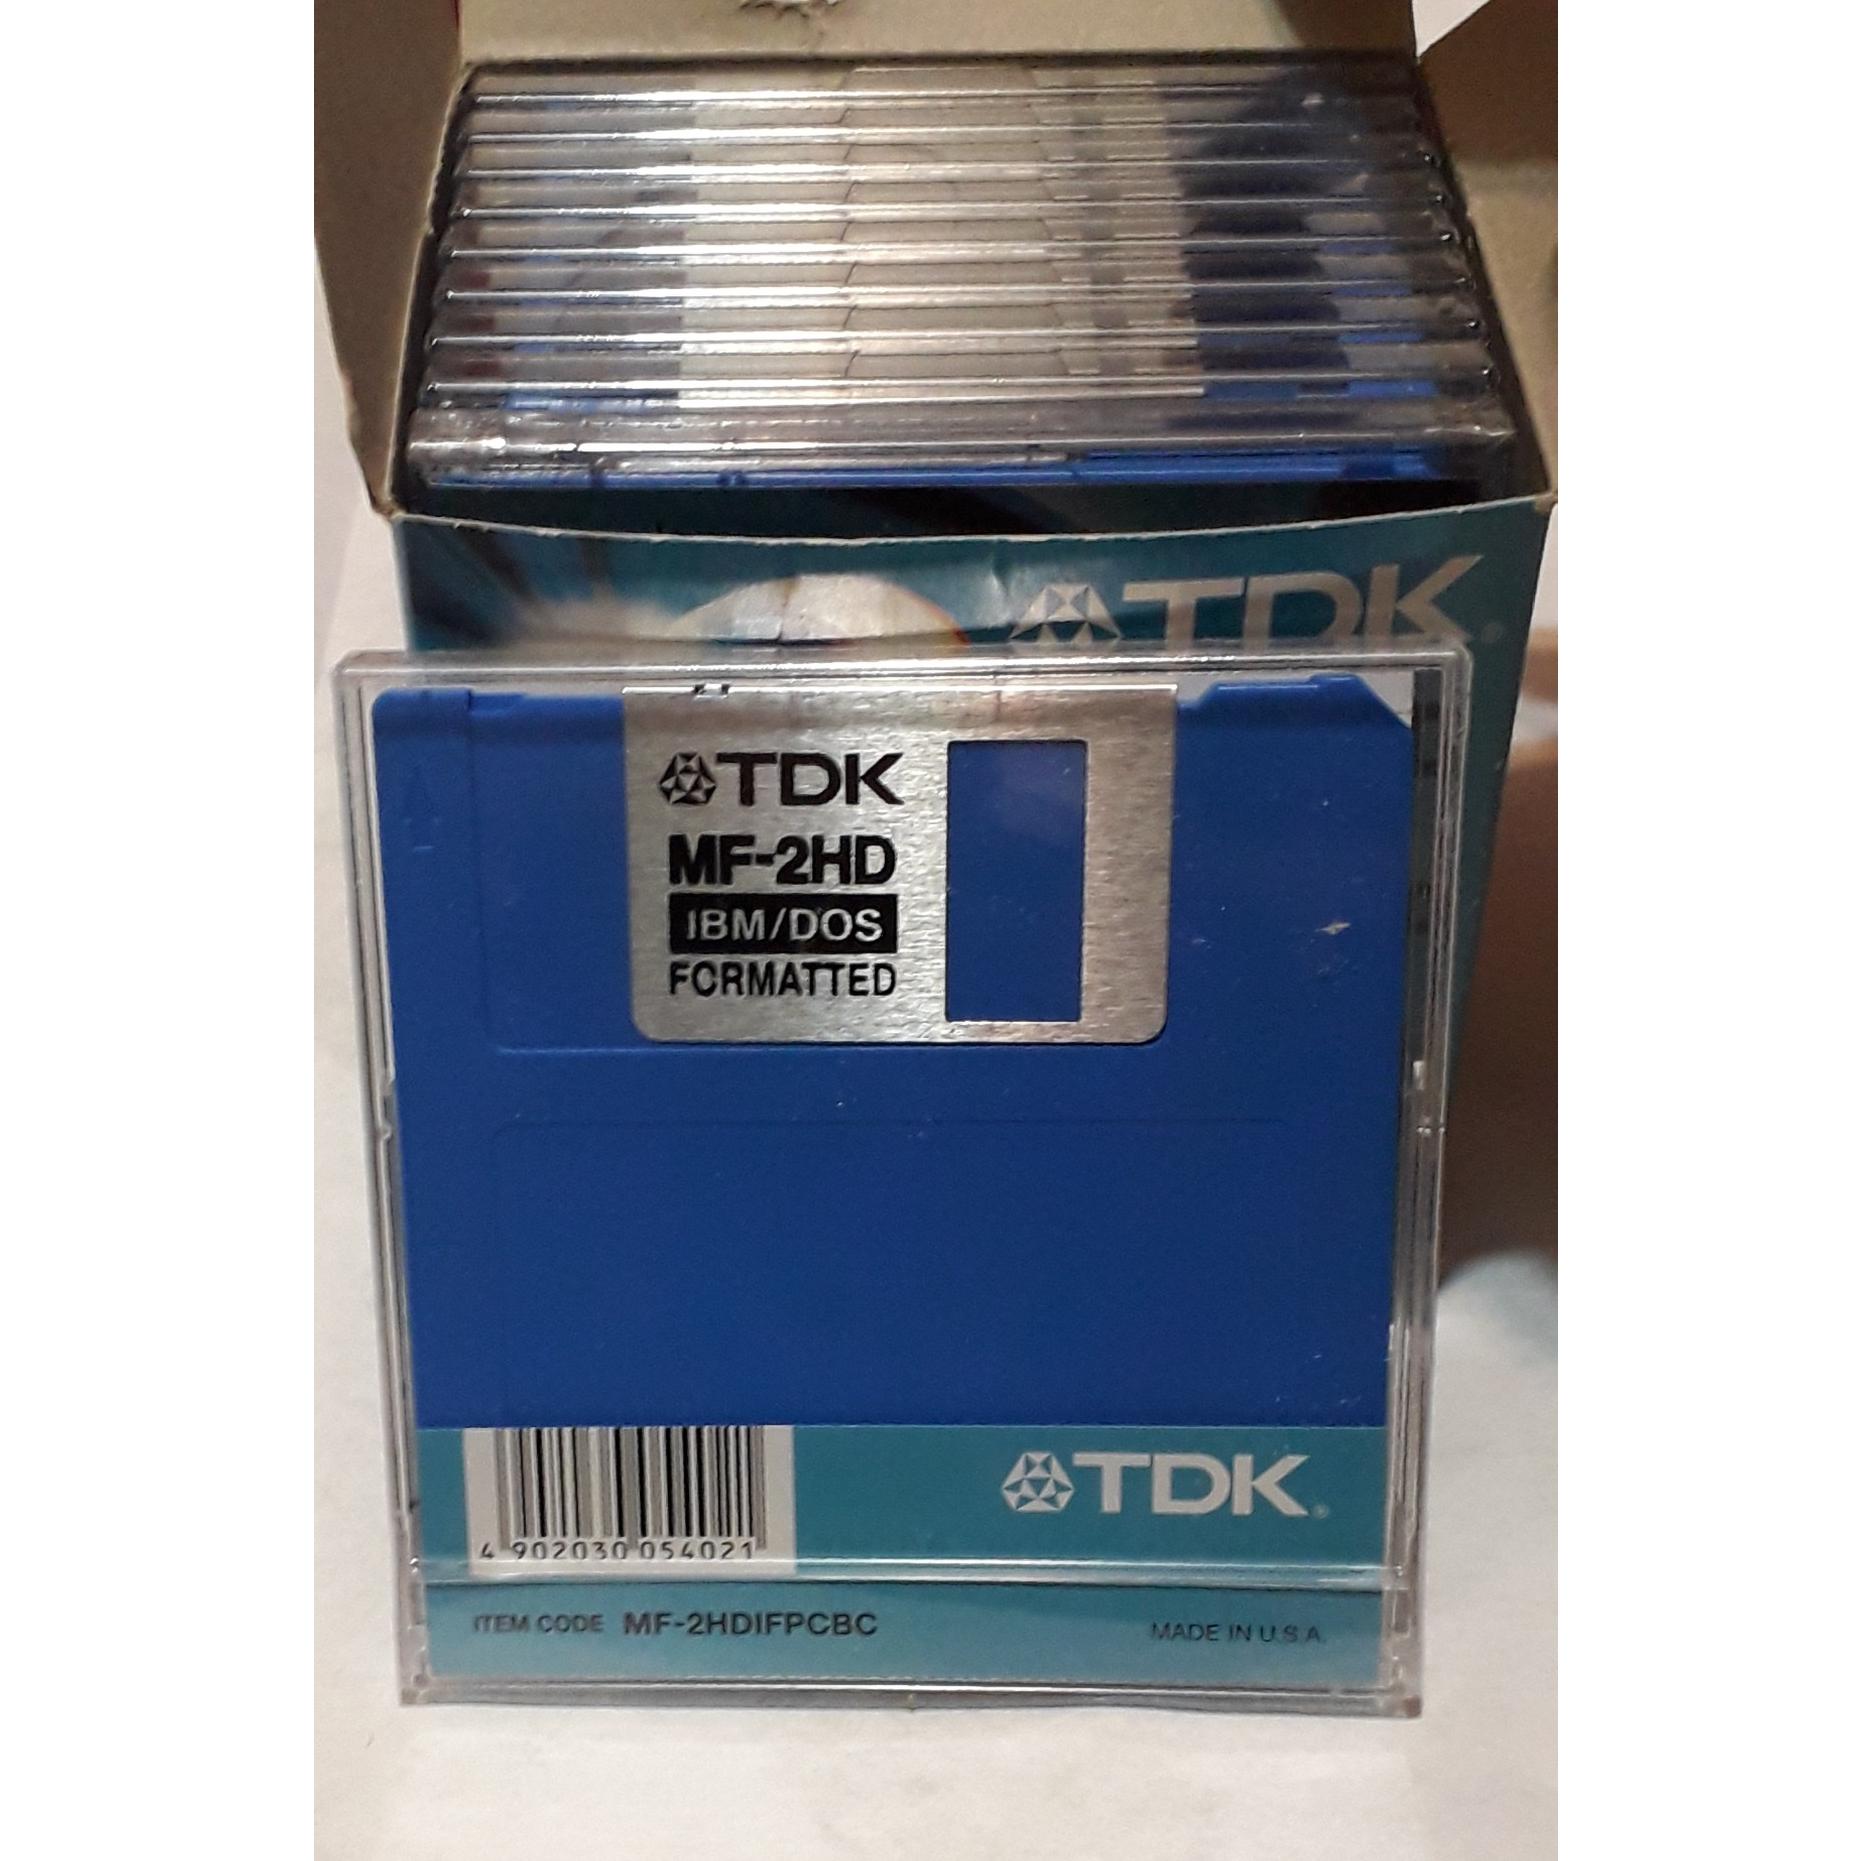 TDK
TDK
MF-2HD
IBM/DOS
FORMATTED
TDK
4 902030 054021
ITEM CODE MF-2HDIFPCBC
MADE IN U.S.A.